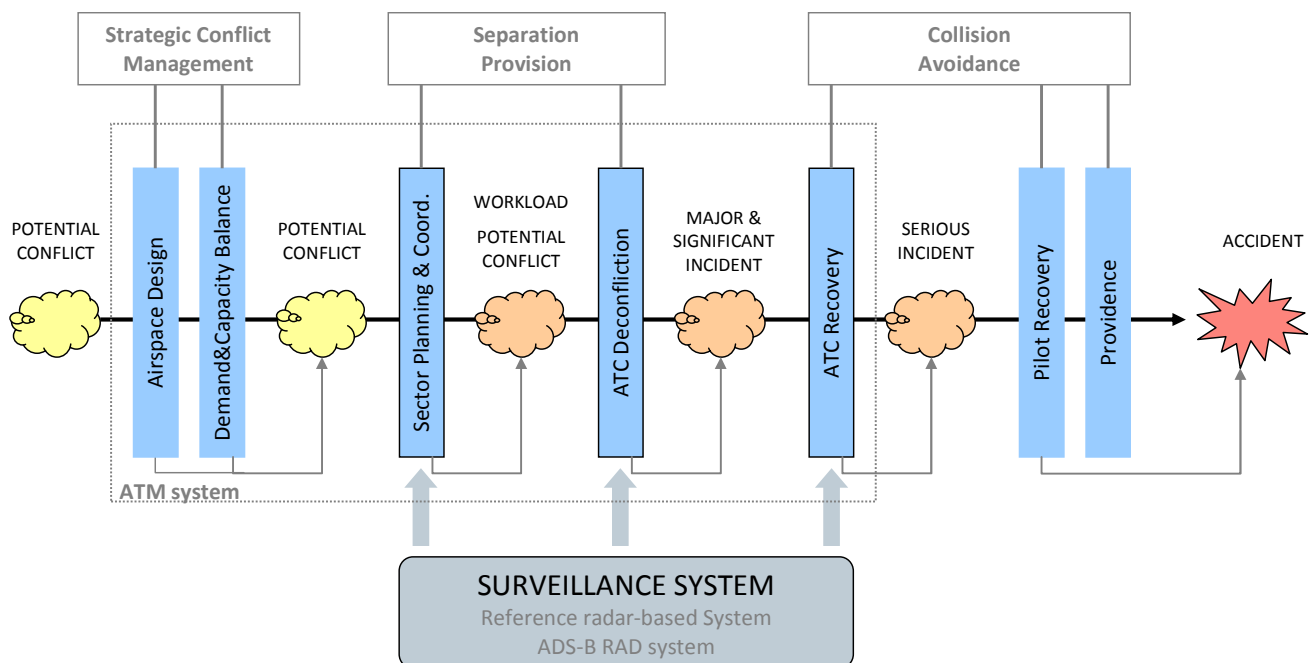 Strategic Conflict
Management
Separation
Provision
Collision
Avoidance
POTENTIAL
CONFLICT
Airspace Design
Demand&Capacity Balance
POTENTIAL
CONFLICT
Sector Planning & Coord.
WORKLOAD
POTENTIAL
CONFLICT
ATC Deconfliction
MAJOR &
SIGNIFICANT
INCIDENT
ATC Recovery
SERIOUS
INCIDENT
Pilot Recovery
Providence
ACCIDENT
ATM system
SURVEILLANCE SYSTEM
Reference radar-based System
ADS-B RAD system